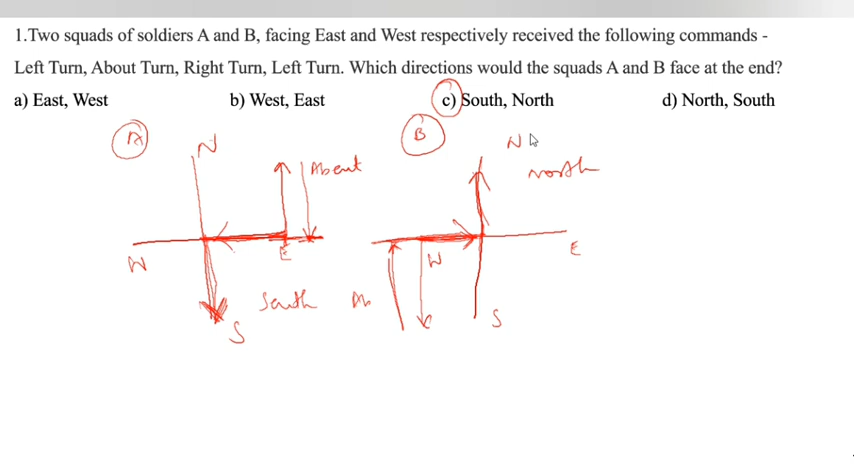 1.Two squads of soldiers A and B, facing East and West respectively received the following commands -
Left Turn, About Turn, Right Turn, Left Turn. Which directions would the squads A and B face at the end?
a) East, West b) West, East c) South, North d) North, South
A B
N N
About North
W E W E
South
S S